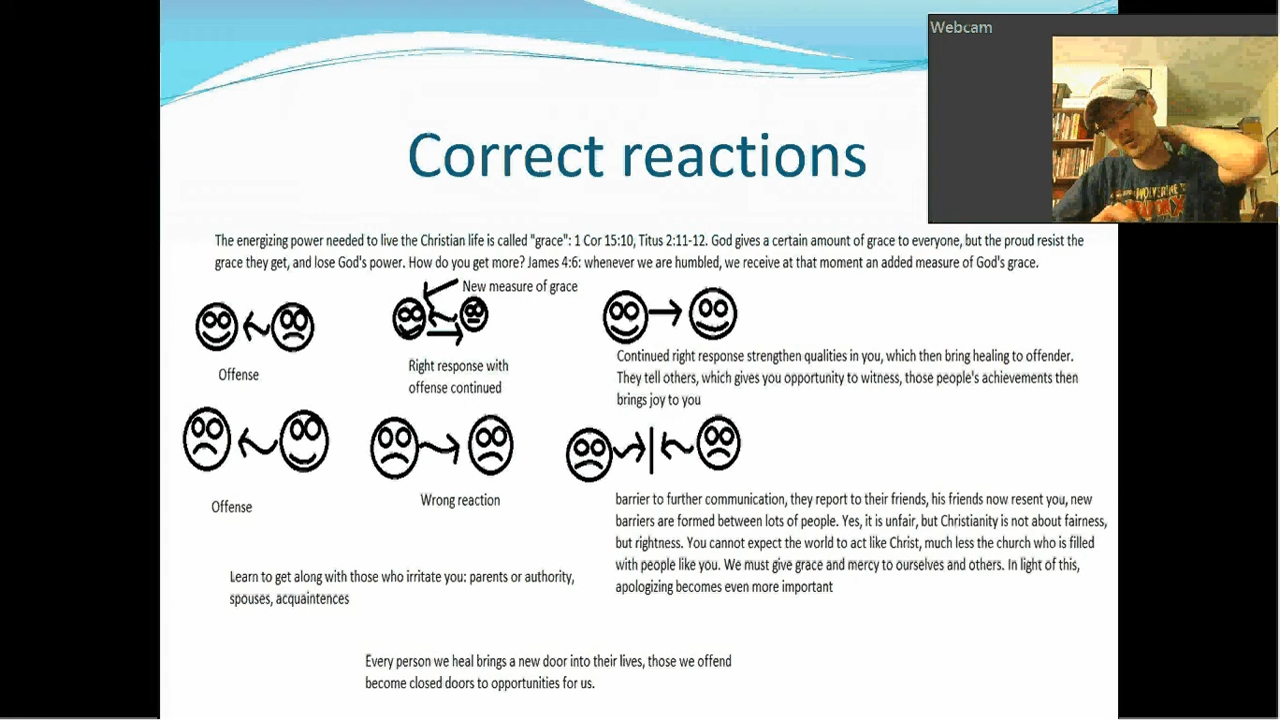 Webcam
WOLVERINE
Correct reactions
The energizing power needed to live the Christian life is called "grace": 1 Cor 15:10, Titus 2:11-12. God gives a certain amount of grace to everyone, but the proud resist the
grace they get, and lose God's power. How do you get more? James 4:6: whenever we are humbled, we receive at that moment an added measure of God's grace.
New measure of grace
Offense
Right response with
offense continued
Continued right response strengthen qualities in you, which then bring healing to offender.
They tell others, which gives you opportunity to witness, those people's achievements then
brings joy to you
Offense
Wrong reaction
barrier to further communication, they report to their friends, his friends now resent you, new
barriers are formed between lots of people. Yes, it is unfair, but Christianity is not about fairness,
but rightness. You cannot expect the world to act like Christ, much less the church who is filled
with people like you. We must give grace and mercy to ourselves and others. In light of this,
apologizing becomes even more important
Learn to get along with those who irritate you: parents or authority,
spouses, acquaintences
Every person we heal brings a new door into their lives, those we offend
become closed doors to opportunities for us.